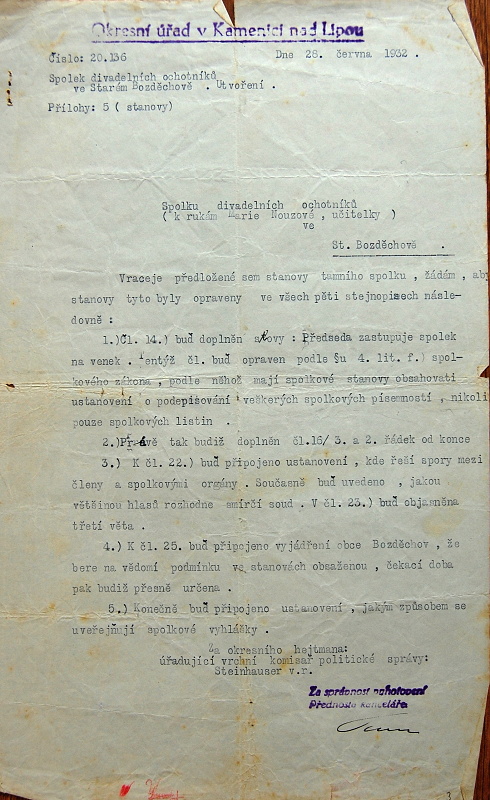 Okresní úřad v Kamenici nad Lipou
Číslo: 20.136 Dne 28. června 1932 .
Spolek divadelních ochotníků
ve Starém Bozděchově . Utvoření .
Přílohy: 5 ( stanovy)
Spolku divadelních ochotníků
( k rukám Marie Nouzové , učitelky )
ve
St. Bozděchově .
Vraceje předložené sem stanovy tamního spolku , žádám , aby
stanovy tyto byly opraveny ve všech pěti stejnopisech násle-
dovně :
1.)Čl. 14.) buď doplněn slovy : Předseda zastupuje spolek
na venek . Tentýž čl. buď opraven podle §u 4. lit. f.) spol-
kového zákona , podle něhož mají spolkové stanovy obsahovati
ustanovení o podepisování veškerých spolkových písemností , nikoli
pouze spolkových listin .
2.)Právě tak budiž doplněn čl.16/ 3. a 2. řádek od konce
3.) K čl. 22.) buď připojeno ustanovení , kde řeší spory mezi
členy a spolkovými orgány . Současně buď uvedeno , jakou
většinou hlasů rozhodne smírčí soud . V čl. 23.) buď objasněna
třetí věta .
4.) K čl. 25. buď připojeno vyjádření obce Bozděchov , že
bere na vědomí podmínku ve stanovách obsaženou , čekací doba
pak budiž přesně určena .
5.) Konečně buď připojeno ustanovení , jakým způsobem se
uveřejňují spolkové vyhlášky .
Za okresního hejtmana:
úřadující vrchní komisař politické správy:
Steinhauser v.r.
Za správnost vyhotovení
Přednosta kanceláře